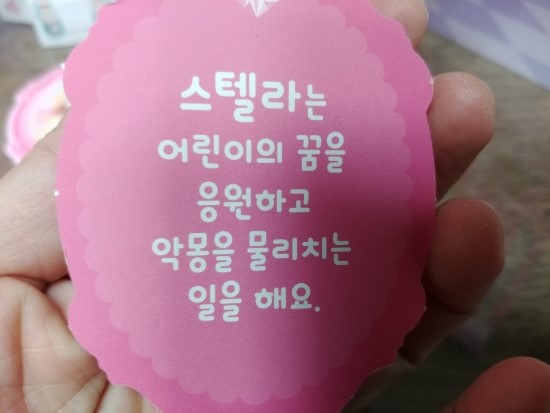 스텔라는
어린이의 꿈을
응원하고
악몽을 물리치는
일을 해요.